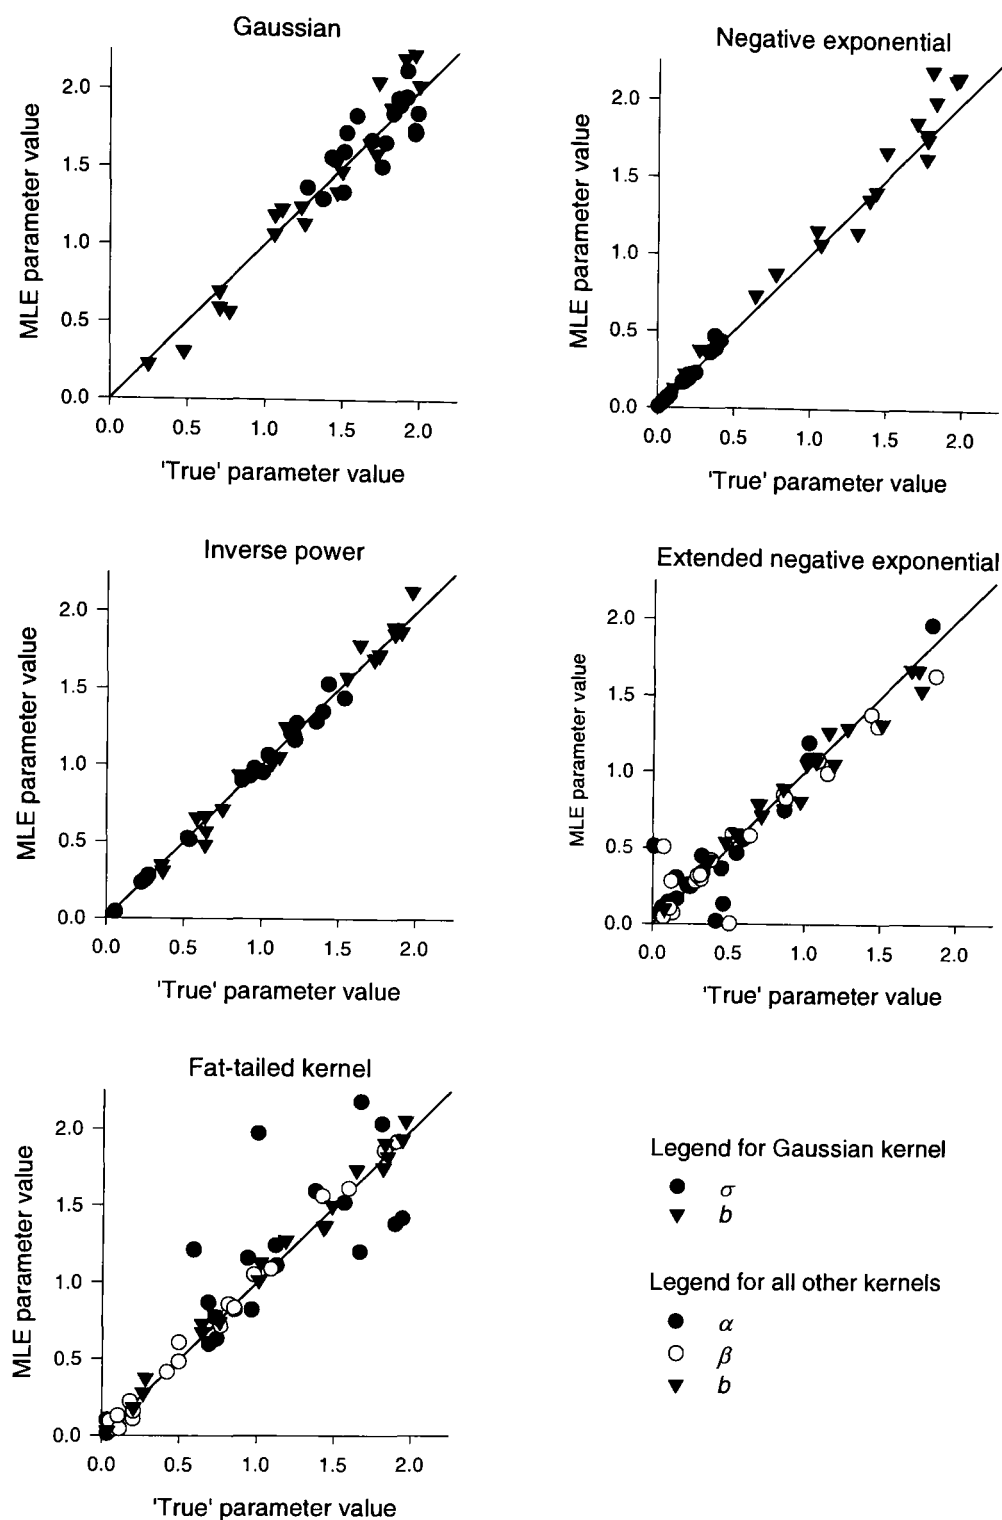 Gaussian
MLE parameter value
2.0
1.5
1.0
0.5
0.0
0.0 0.5 1.0 1.5 2.0
'True' parameter value
Negative exponential
MLE parameter value
2.0
1.5
1.0
0.5
0.0
0.0 0.5 1.0 1.5 2.0
'True' parameter value
Inverse power
MLE parameter value
2.0
1.5
1.0
0.5
0.0
0.0 0.5 1.0 1.5 2.0
'True' parameter value
Extended negative exponential
MLE parameter value
2.0
1.5
1.0
0.5
0.0
0.0 0.5 1.0 1.5 2.0
'True' parameter value
Fat-tailed kernel
MLE parameter value
2.0
1.5
1.0
0.5
0.0
0.0 0.5 1.0 1.5 2.0
'True' parameter value
Legend for Gaussian kernel
σ
b
Legend for all other kernels
α
β
b